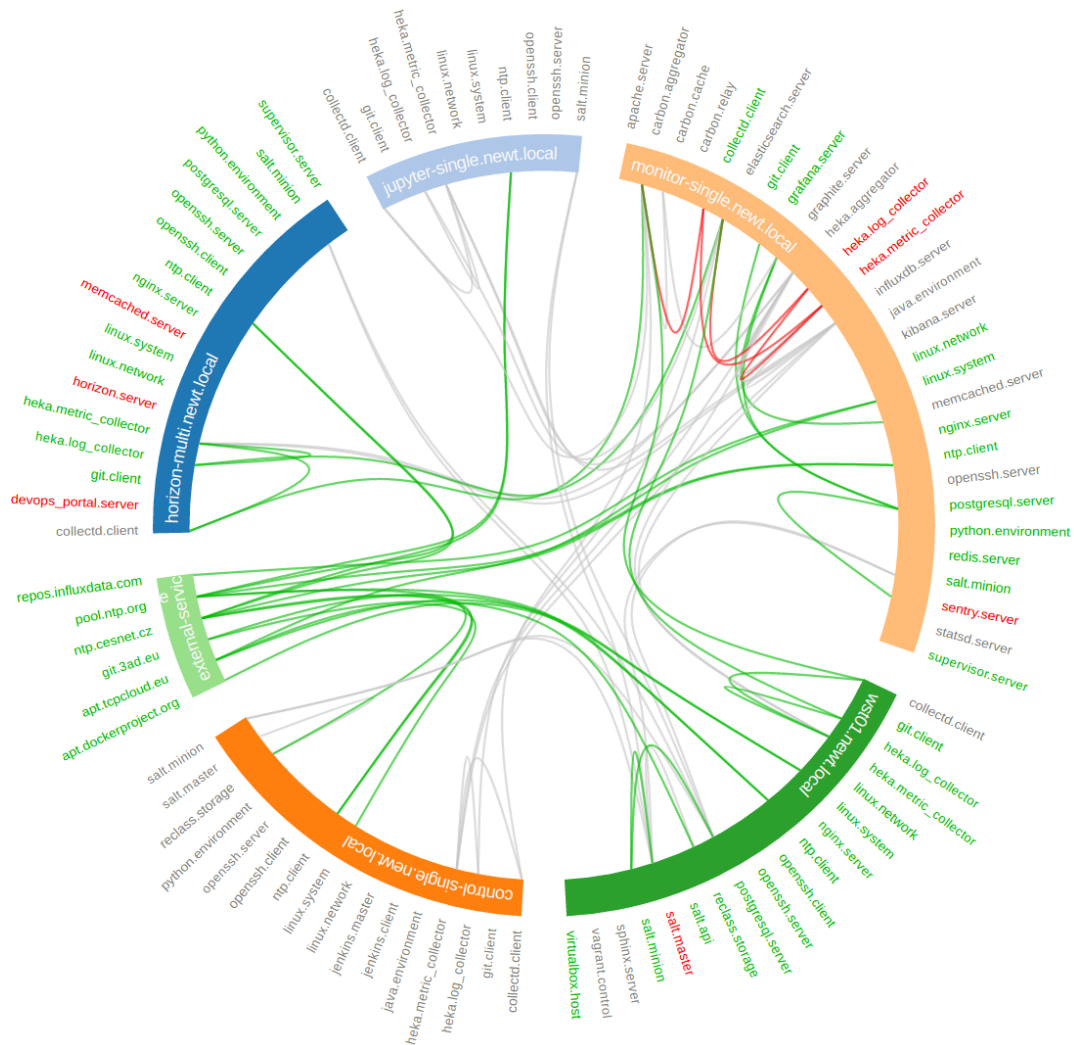 jupyter-single.newt.local
collectd.client
git.client
heka.log_collector
heka.metric_collector
linux.network
linux.system
ntp.client
openssh.client
openssh.server
salt.minion
monitor-single.newt.local
apache.server
carbon.aggregator
carbon.cache
carbon.relay
collectd.client
elasticsearch.server
git.client
grafana.server
graphite.server
heka.aggregator
heka.log_collector
heka.metric_collector
influxdb.server
java.environment
kibana.server
linux.network
linux.system
memcached.server
nginx.server
ntp.client
openssh.server
postgresql.server
python.environment
redis.server
salt.minion
sentry.server
statsd.server
supervisor.server
wst01.newt.local
collectd.client
git.client
heka.log_collector
heka.metric_collector
linux.network
linux.system
nginx.server
ntp.client
openssh.client
openssh.server
postgresql.server
reclass.storage
salt.api
salt.master
salt.minion
sphinx.server
vagrant.control
virtualbox.host
control-single.newt.local
collectd.client
git.client
heka.log_collector
heka.metric_collector
java.environment
jenkins.client
jenkins.master
linux.network
linux.system
ntp.client
openssh.client
openssh.server
python.environment
reclass.storage
salt.master
salt.minion
external-servic
e
apt.dockerproject.org
apt.tcpcloud.eu
git.3ad.eu
ntp.cesnet.cz
pool.ntp.org
repos.influxdata.com
horizon-multi.newt.local
collectd.client
devops_portal.server
git.client
heka.log_collector
heka.metric_collector
horizon.server
linux.network
linux.system
memcached.server
nginx.server
ntp.client
openssh.client
openssh.server
postgresql.server
python.environment
salt.minion
supervisor.server